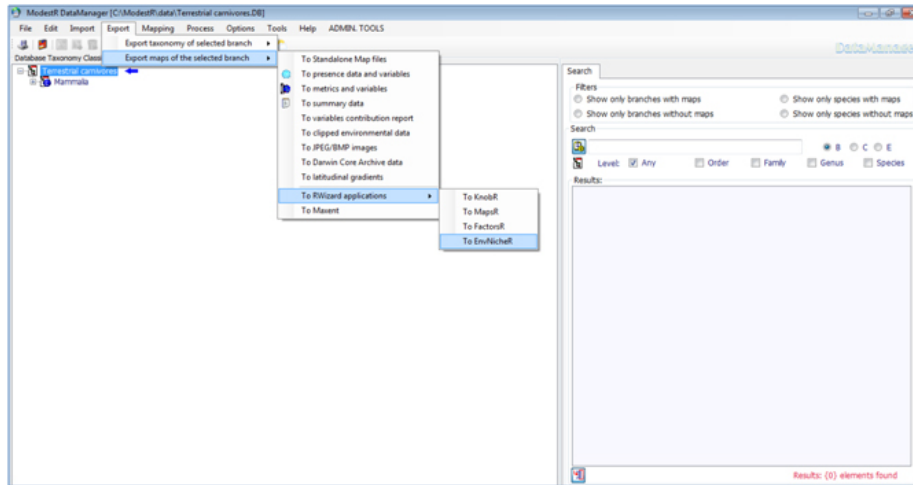 ModestR DataManager [C:\ModestR\data\Terrestrial carnivores.DB]
File Edit Import Export Mapping Process Options Tools Help ADMIN. TOOLS
Export taxonomy of selected branch
Export maps of the selected branch
DataManager
Database Taxonomy Classi
Terrestrial carnivores
Mammalia
To Standalone Map files
To presence data and variables
To metrics and variables
To summary data
To variables contribution report
To clipped environmental data
To JPEG/BMP images
To Darwin Core Archive data
To latitudinal gradients
To RWizard applications
To Maxent
To KnobR
To MapsR
To FactorsR
To EnvNicheR
Search
Filters
Show only branches with maps Show only species with maps
Show only branches without maps Show only species without maps
Search
B C E
Level: Any Order Family Genus Species
Results:
Results: (0) elements found